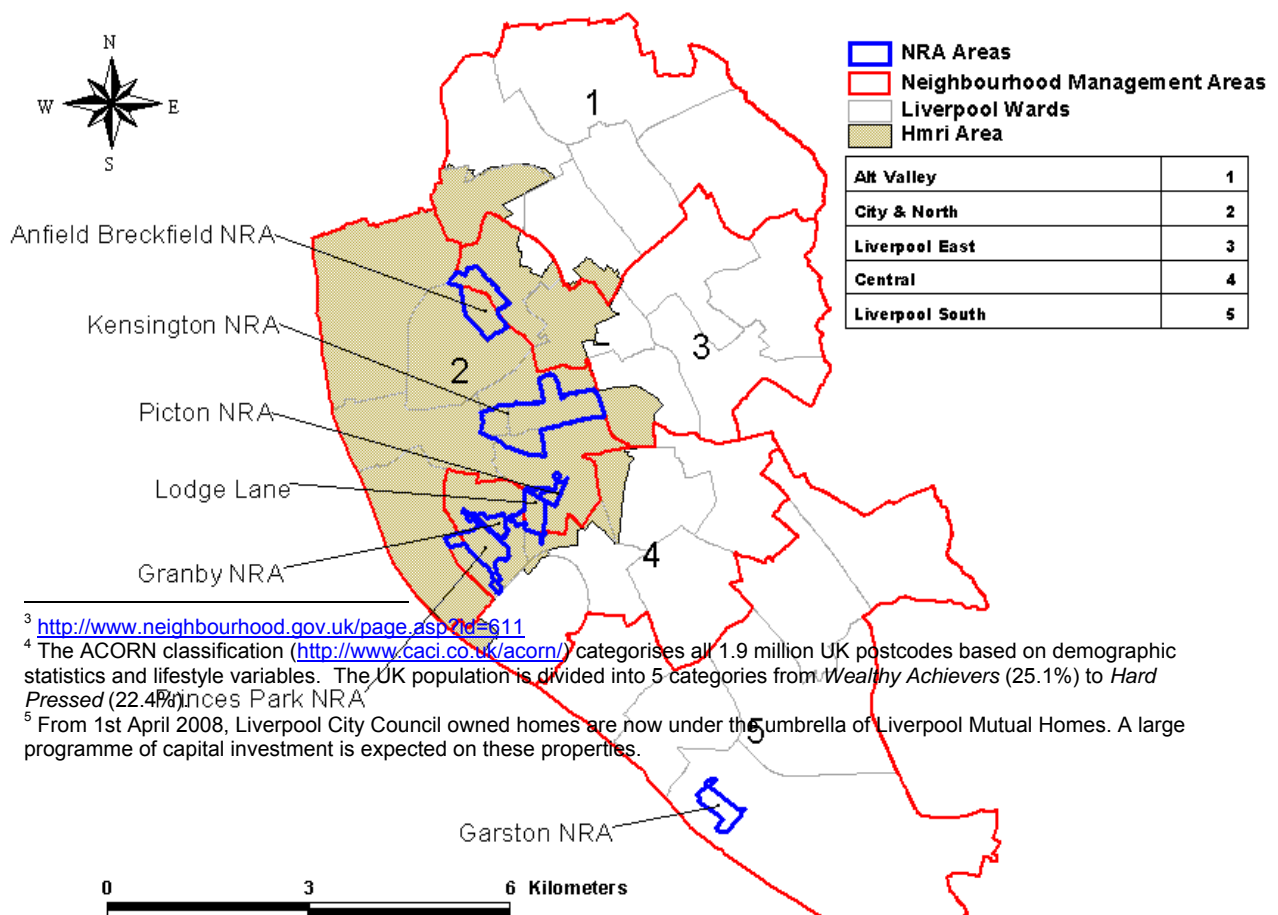 N
W E
S
NRA Areas
Neighbourhood Management Areas
Liverpool Wards
Hmri Area
Alt Valley 1
City & North 2
Liverpool East 3
Central 4
Liverpool South 5
1
Anfield Breckfield NRA
Kensington NRA
3
2
Picton NRA
Lodge Lane
4
Granby NRA
3 http://www.neighbourhood.gov.uk/page.asp?id=611
4 The ACORN classification (http://www.caci.co.uk/acorn/) categorises all 1.9 million UK postcodes based on demographic
statistics and lifestyle variables. The UK population is divided into 5 categories from Wealthy Achievers (25.1%) to Hard
Pressed (22.4%).
Princes Park NRA
5 From 1st April 2008, Liverpool City Council owned homes are now under the umbrella of Liverpool Mutual Homes. A large
programme of capital investment is expected on these properties.
5
Garston NRA
0 3 6 Kilometers